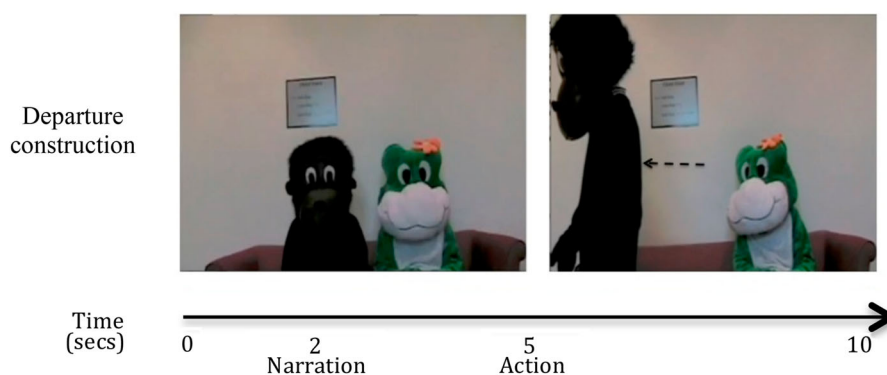 Departure
construction
Time
(secs)
0 2 5 10
Narration Action